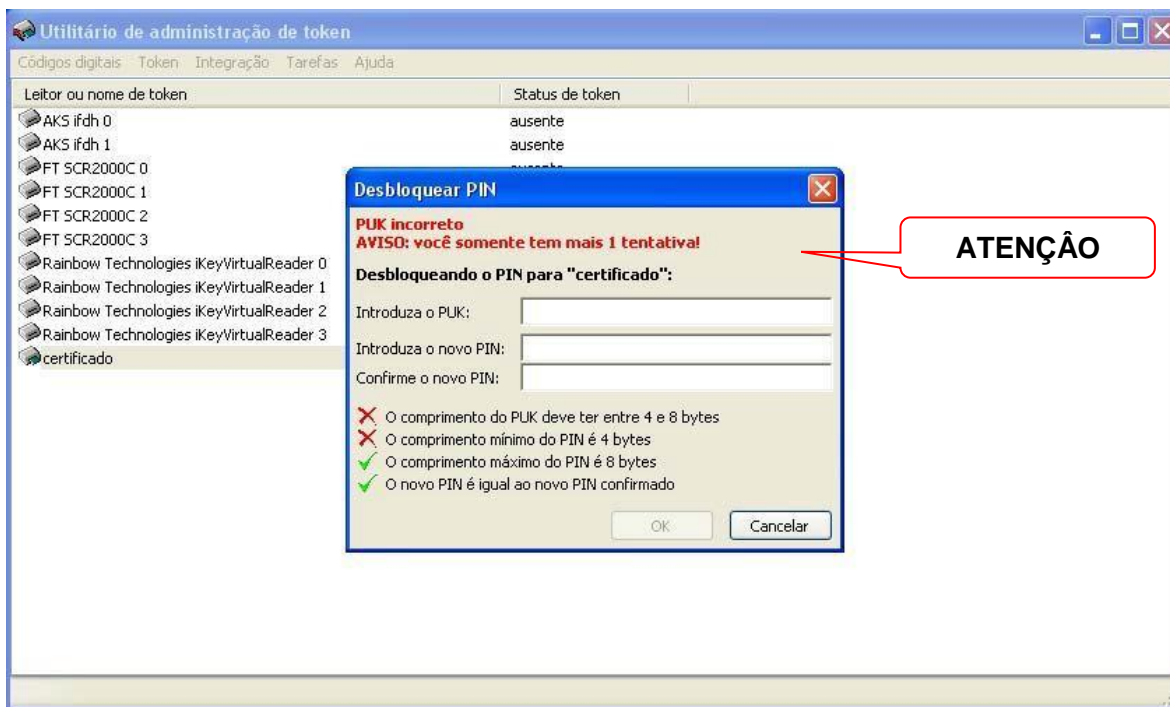 Utilitário de administração de token
Códigos digitais Token Integração Tarefas Ajuda
Leitor ou nome de token Status de token
AKS ifdh 0 ausente
AKS ifdh 1 ausente
FT SCR2000C 0
FT SCR2000C 1
FT SCR2000C 2
FT SCR2000C 3
Rainbow Technologies iKeyVirtualReader 0
Rainbow Technologies iKeyVirtualReader 1
Rainbow Technologies iKeyVirtualReader 2
Rainbow Technologies iKeyVirtualReader 3
certificado
Desbloquear PIN
PUK incorreto
AVISO: você somente tem mais 1 tentativa!
Desbloqueando o PIN para "certificado":
Introduza o PUK:
Introduza o novo PIN:
Confirme o novo PIN:
O comprimento do PUK deve ter entre 4 e 8 bytes
O comprimento mínimo do PIN é 4 bytes
O comprimento máximo do PIN é 8 bytes
O novo PIN é igual ao novo PIN confirmado
OK Cancelar
ATENÇÂO